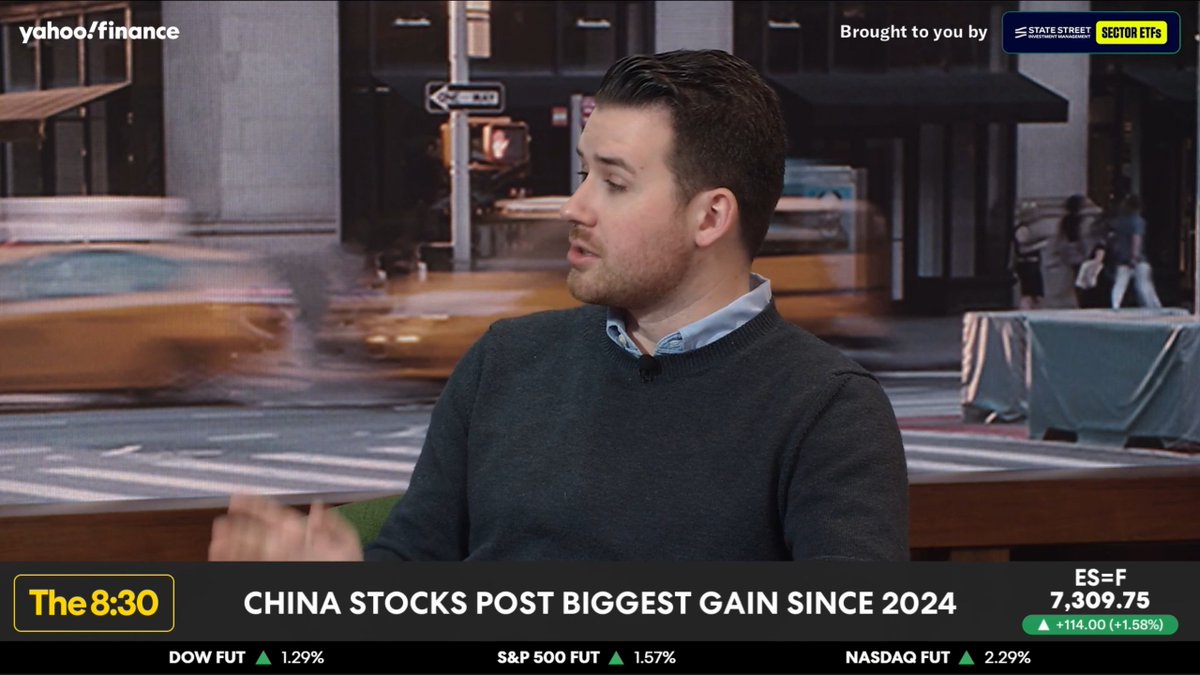 yahoo!finance
Brought to you by
STATE STREET
INVESTMENT MANAGEMENT
SECTOR ETFs
ONE WAY
The 8:30
CHINA STOCKS POST BIGGEST GAIN SINCE 2024
ES=F
7,309.75
▲ +114.00 (+1.58%)
DOW FUT ▲ 1.29%
S&P 500 FUT ▲ 1.57%
NASDAQ FUT ▲ 2.29%